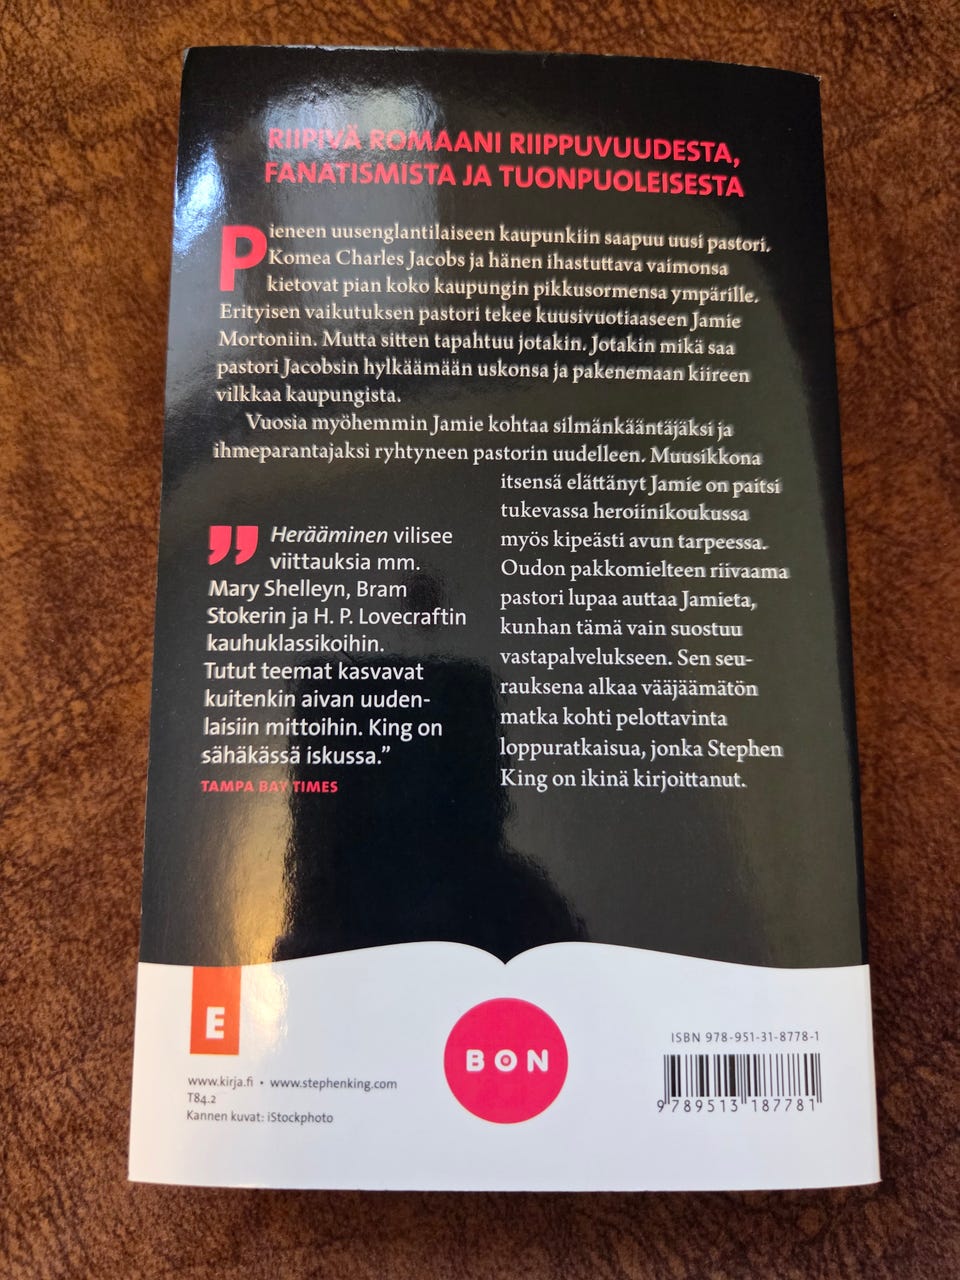 RIIPIVÄ ROMAANI RIIPPUVUUDESTA,
FANATISMISTA JA TUONPUOLEISESTA
Pieneen uusenglantilaiseen kaupunkiin saapuu uusi pastori.
Komea Charles Jacobs ja hänen ihastuttava vaimonsa
kietovat pian koko kaupungin pikkusormensa ympärille.
Erityisen vaikutuksen pastori tekee kuusivuotiaaseen Jamie
Mortoniin. Mutta sitten tapahtuu jotakin. Jotakin mikä saa
pastori Jacobsin hylkäämään uskonsa ja pakenemaan kiireen
vilkkaa kaupungista.
Vuosia myöhemmin Jamie kohtaa silmänkääntäjäksi ja
ihmeparantajaksi ryhtyneen pastorin uudelleen. Muusikkona
itsensä elättänyt Jamie on paitsi
tukevassa heroiinikoukussa
myös kipeästi avun tarpeessa.
Oudon pakkomielteen riivaama
pastori lupaa auttaa Jamieta,
kunhan tämä vain suostuu
vastapalvelukseen. Sen seu-
rauksena alkaa vääjäämätön
matka kohti pelottavinta
loppuratkaisua, jonka Stephen
King on ikinä kirjoittanut.
” Herääminen vilisee
viittauksia mm.
Mary Shelleyn, Bram
Stokerin ja H. P. Lovecraftin
kauhuklassikoihin.
Tutut teemat kasvavat
kuitenkin aivan uuden-
laisiin mittoihin. King on
sähäkässä iskussa.”
TAMPA BAY TIMES
E
www.kirja.fi • www.stephenking.com
T84.2
Kannen kuvat: iStockphoto
BON
ISBN 978-951-31-8778-1
9 789513 187781